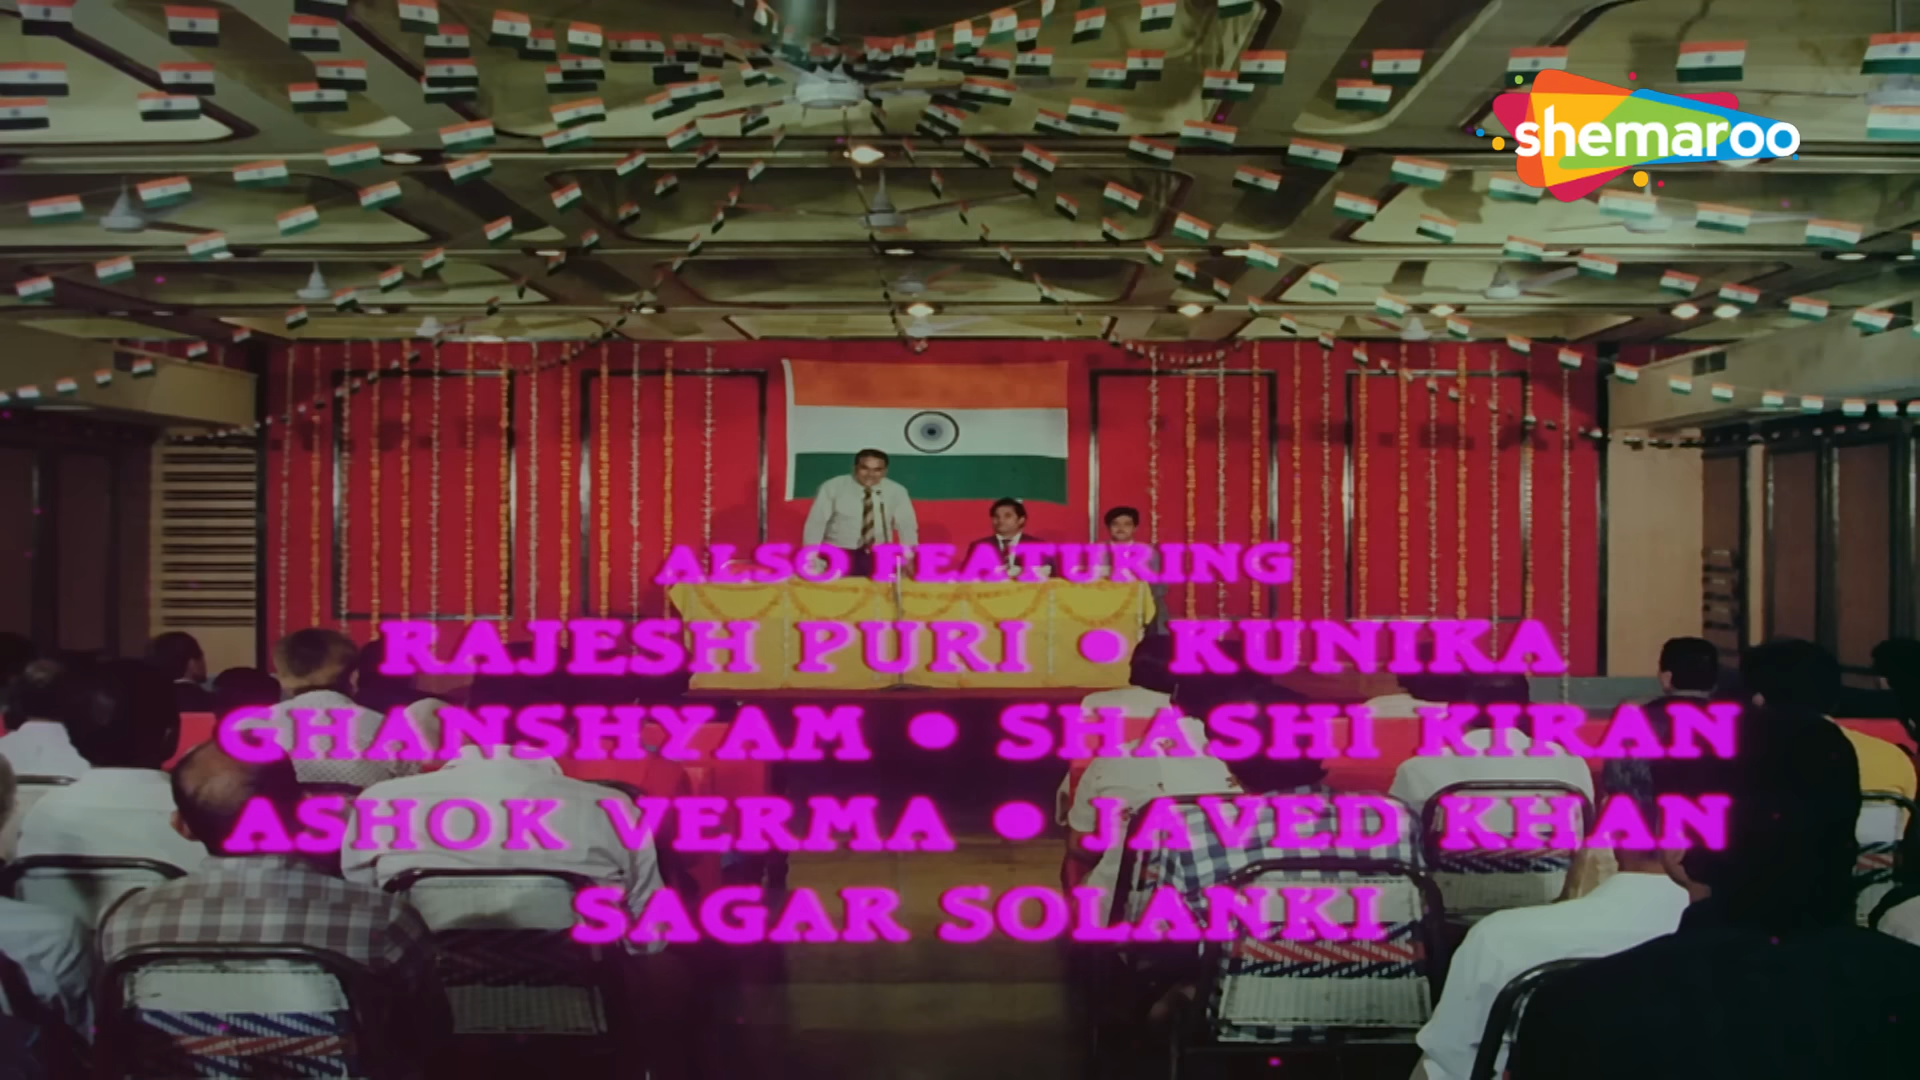 shemaroo
ALSO FEATURING
RAJESH PURI • KUNIKA
GHANSHYAM • SHASHI KIRAN
ASHOK VERMA • JAVED KHAN
SAGAR SOLANKI